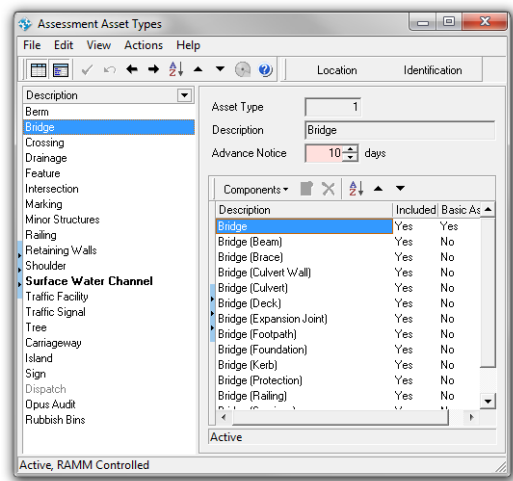 Assessment Asset Types
File Edit View Actions Help
Location Identification
Description
Berm
Bridge
Crossing
Drainage
Feature
Intersection
Marking
Minor Structures
Railing
Retaining Walls
Shoulder
Surface Water Channel
Traffic Facility
Traffic Signal
Tree
Carriageway
Island
Sign
Dispatch
Opus Audit
Rubbish Bins
Asset Type 1
Description Bridge
Advance Notice 10 days
Components
Description Included Basic As
Bridge Yes Yes
Bridge (Beam) Yes No
Bridge (Brace) Yes No
Bridge (Culvert Wall) Yes No
Bridge (Culvert) Yes No
Bridge (Deck) Yes No
Bridge (Expansion Joint) Yes No
Bridge (Footpath) Yes No
Bridge (Foundation) Yes No
Bridge (Kerb) Yes No
Bridge (Protection) Yes No
Bridge (Railing) Yes No
Active
Active, RAMM Controlled